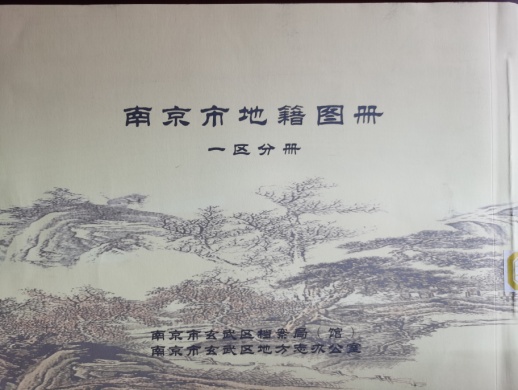 南京市地籍图册
一区分册
南京市玄武区档案局(馆)
南京市玄武区地方志办公室